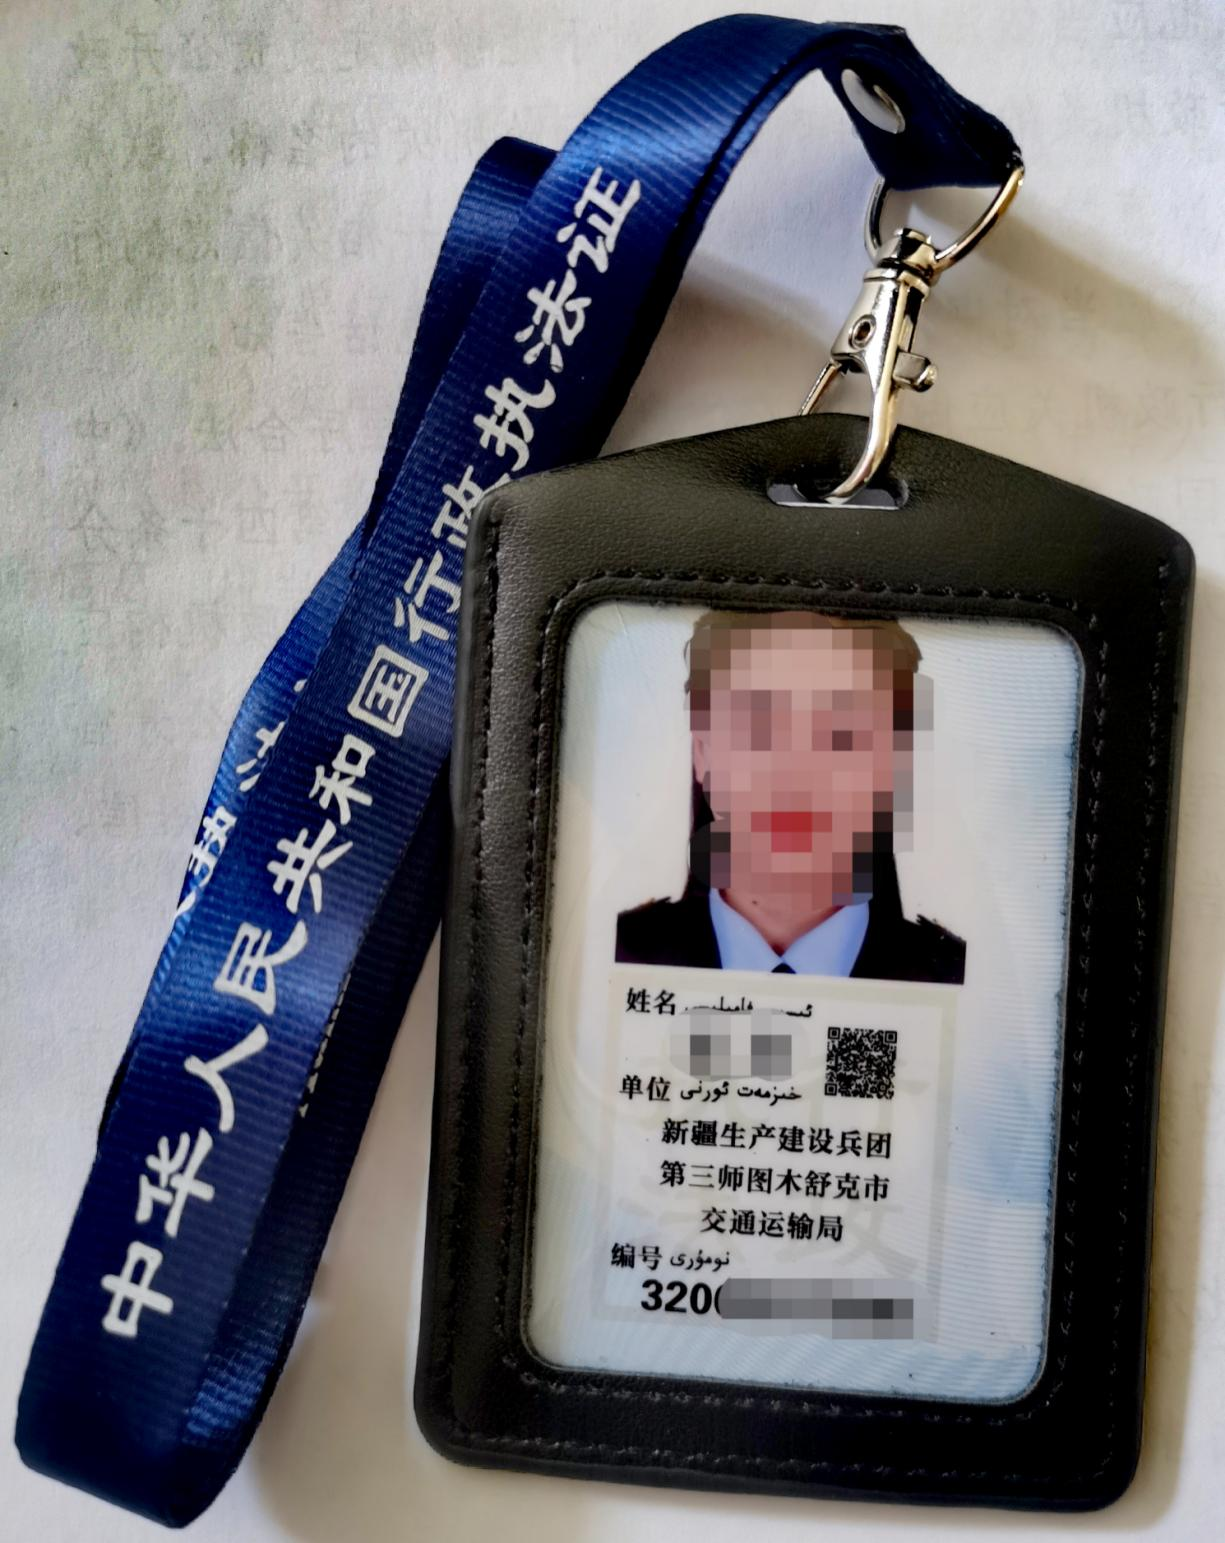 中华人民共和国行政执法证
姓名
单位 خىزمەت ئورنى
新疆生产建设兵团
第三师图木舒克市
交通运输局
编号 نومۇرى
320